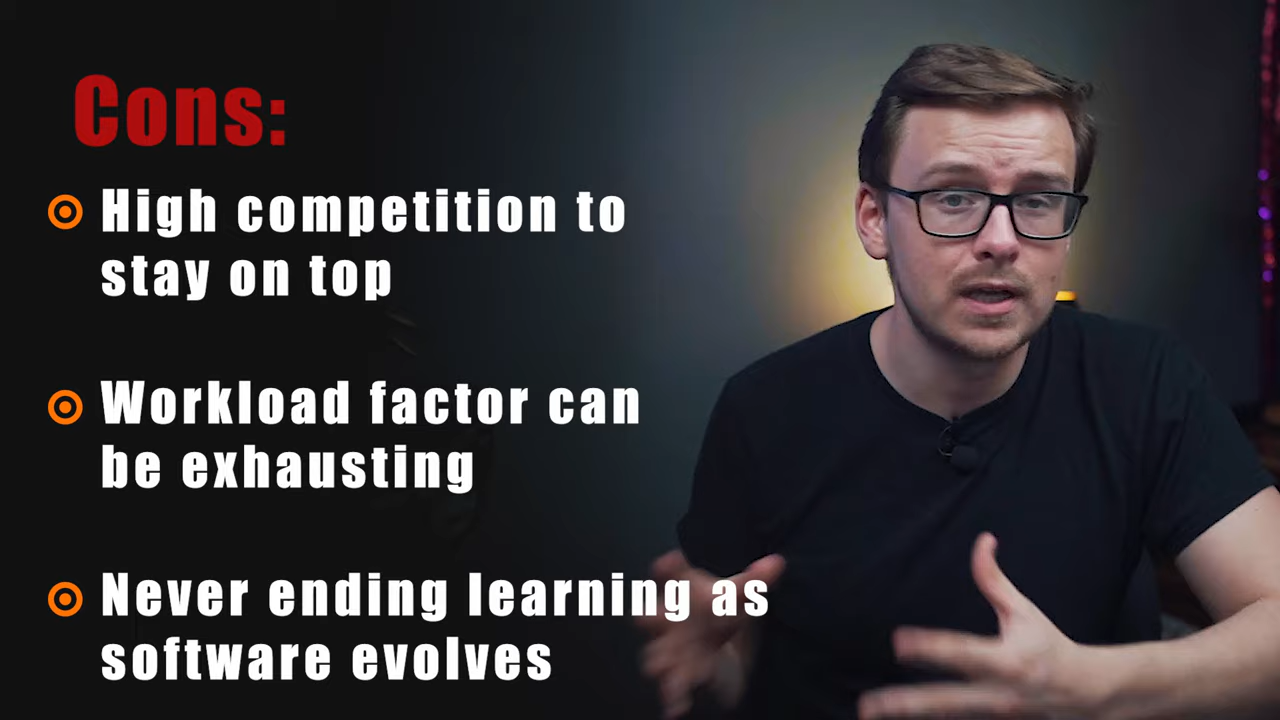 Cons:
High competition to
stay on top
Workload factor can
be exhausting
Never ending learning as
software evolves